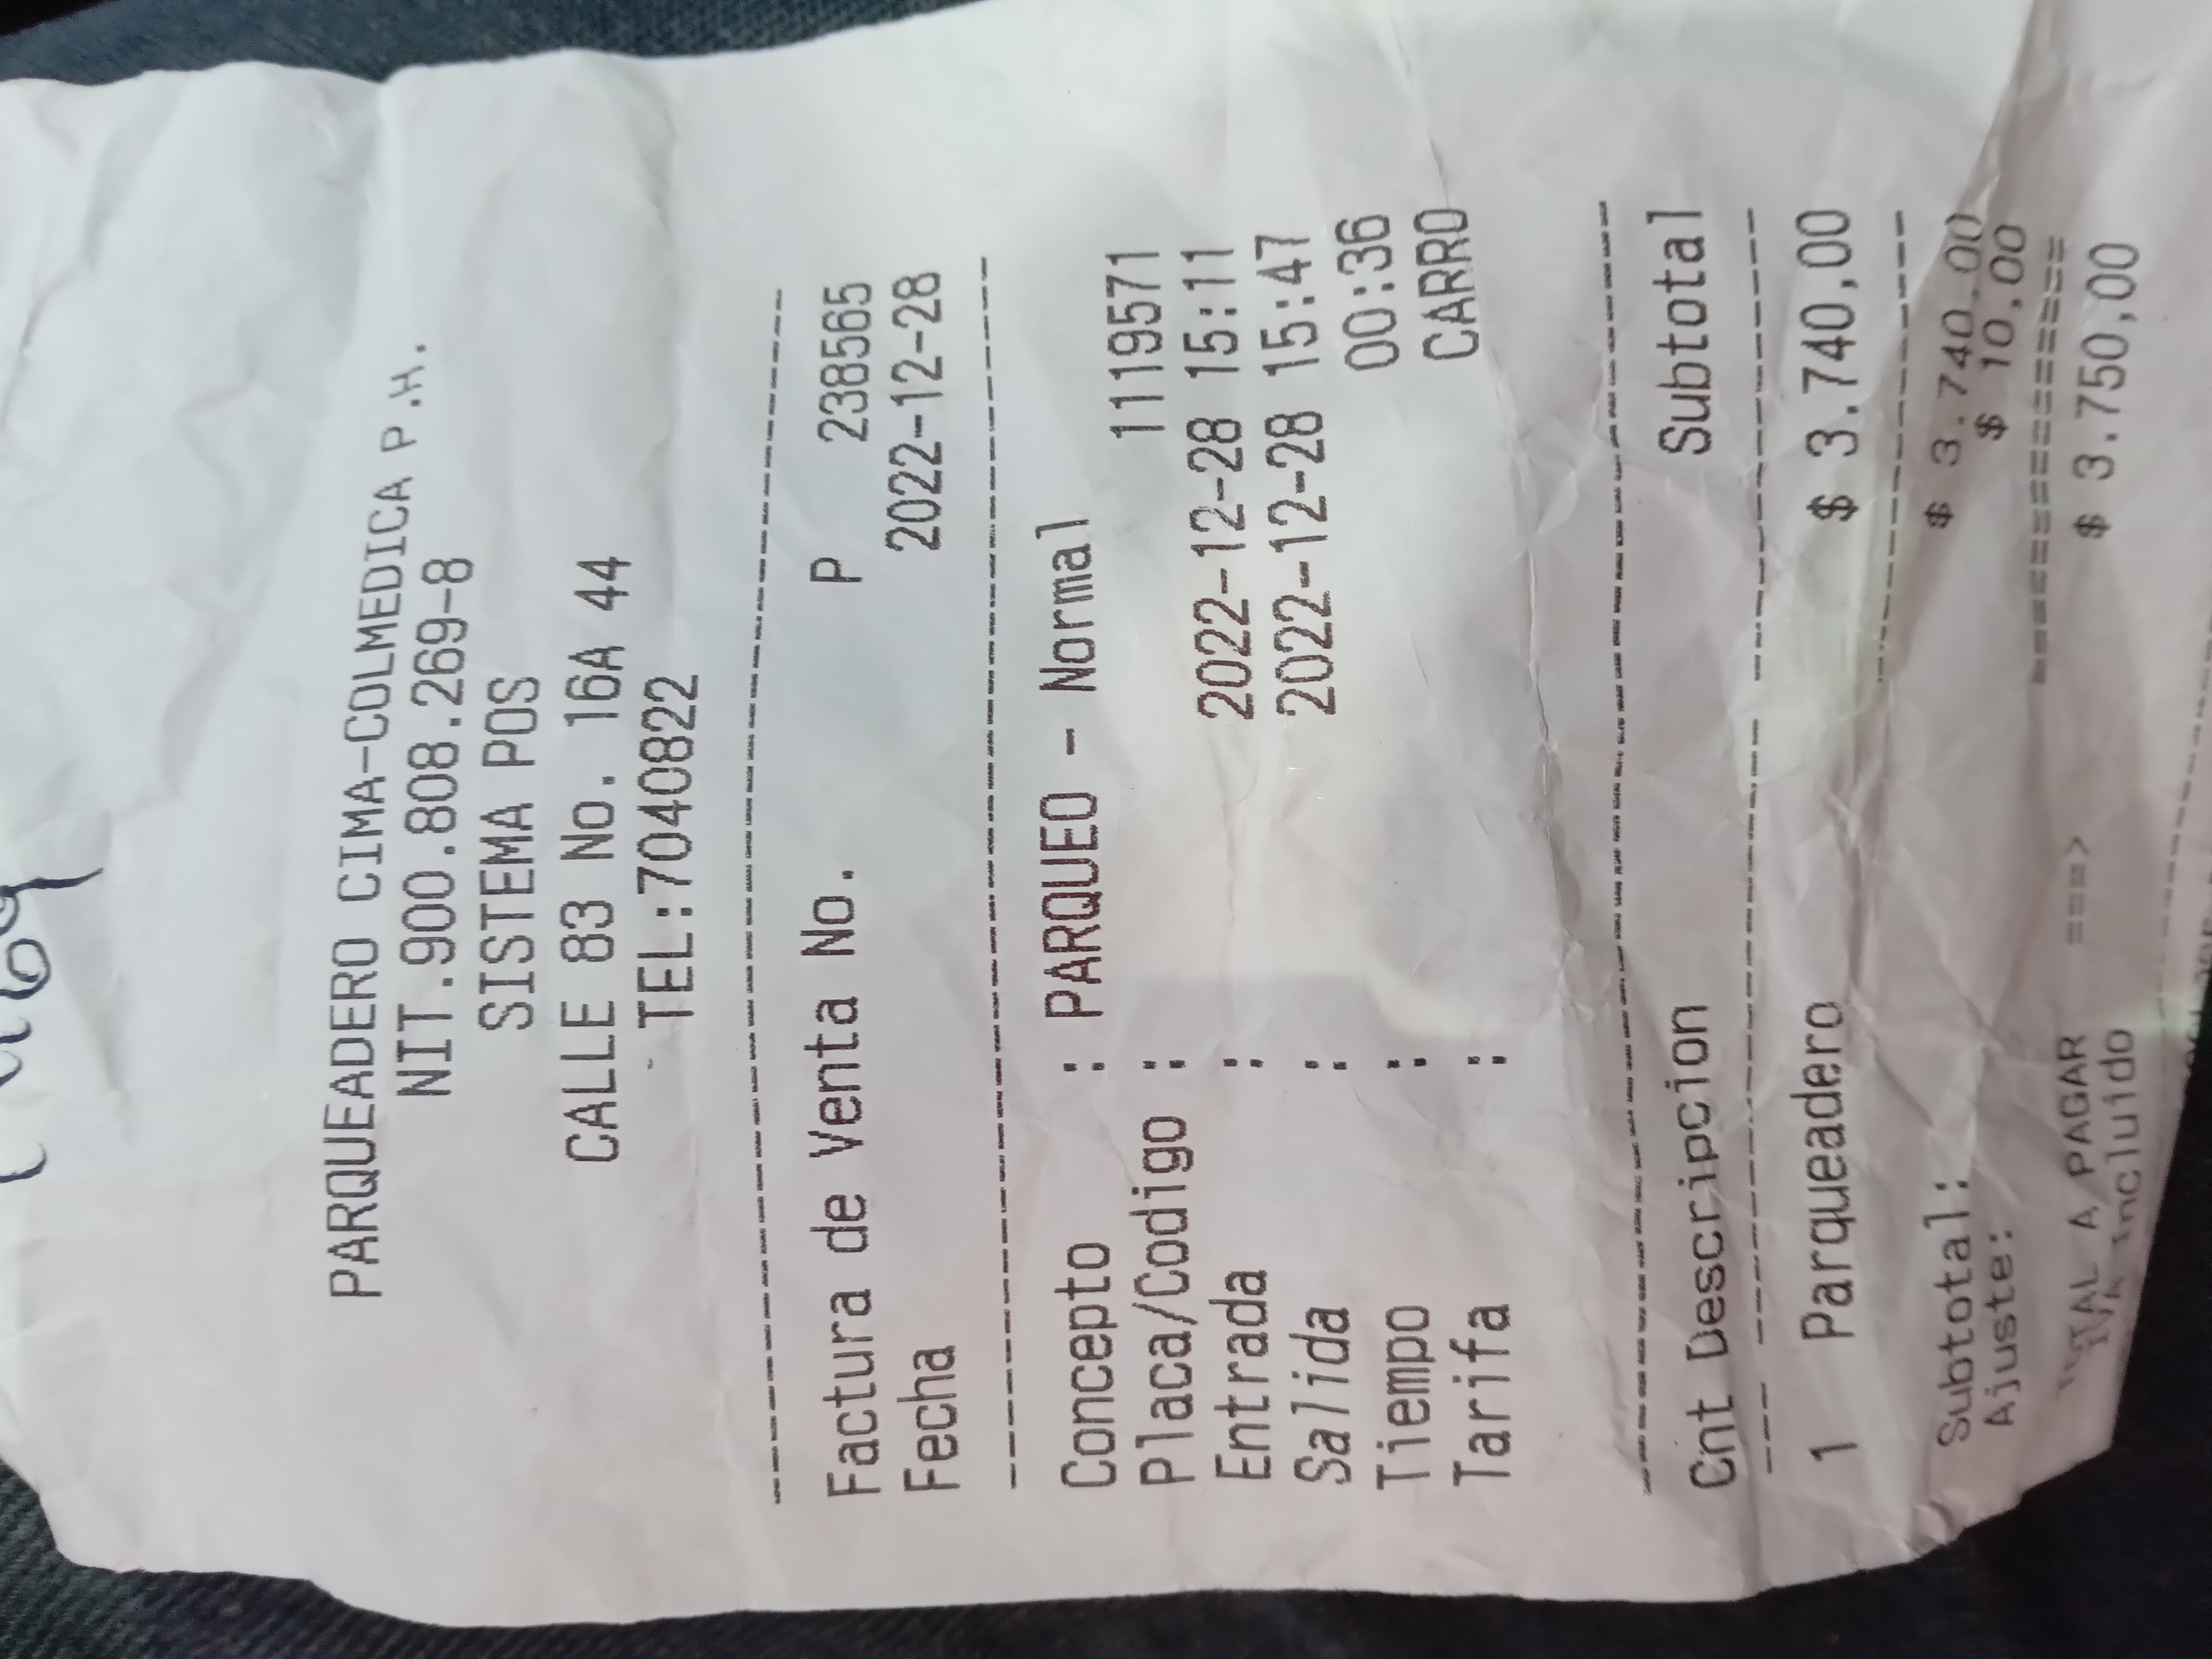 PARQUEADERO CIMA-COLMEDICA P.H.
NIT.900.808.269-8
SISTEMA POS
CALLE 83 No. 16A 44
TEL:7040822
Factura de Venta No. P 238565
Fecha 2022-12-28
Concepto : PARQUEO - Normal
Placa/Codigo : 1119571
Entrada : 2022-12-28 15:11
Salida : 2022-12-28 15:47
Tiempo : 00:36
Tarifa : CARRO
Cnt Descripcion Subtotal
1 Parqueadero $ 3.740,00
Subtotal: $ 3.740,00
Ajuste: $ 10,00
TOTAL A PAGAR ===> $ 3.750,00
IVA Incluido